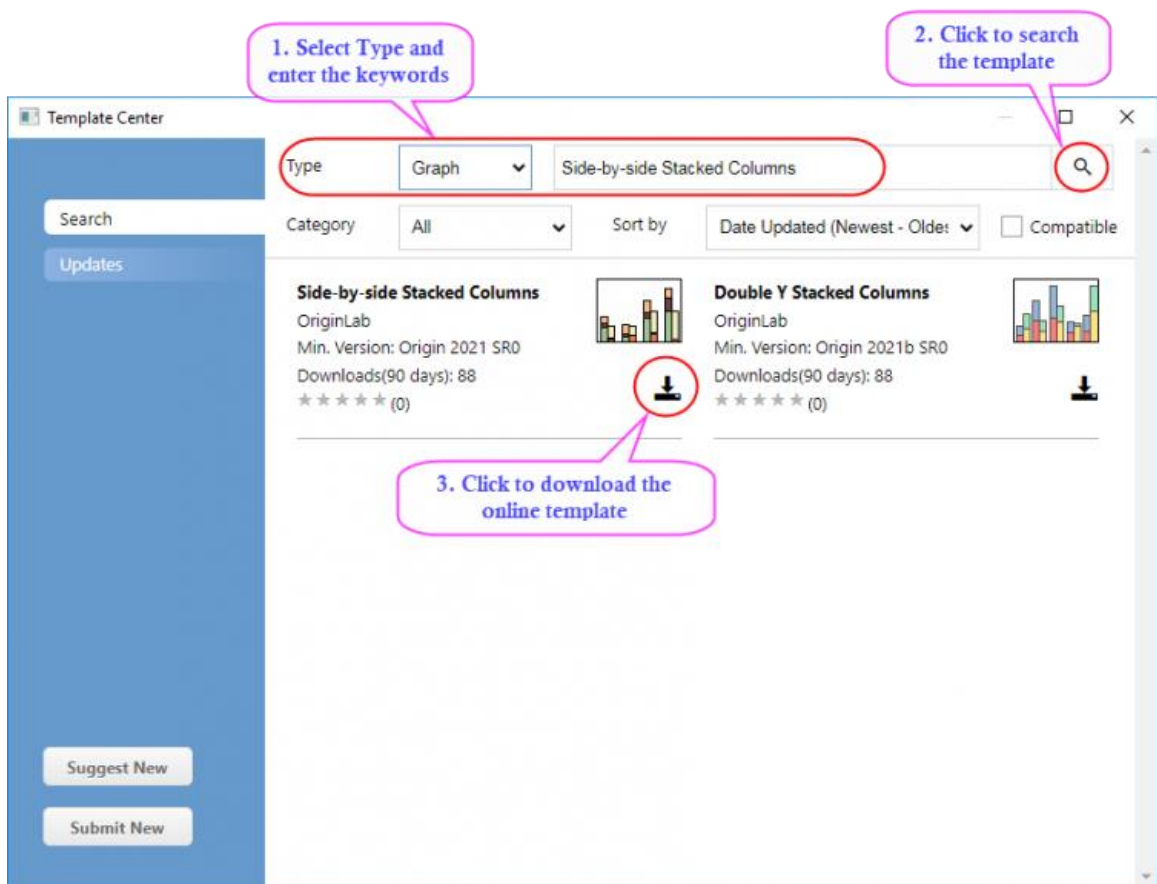 1. Select Type and
enter the keywords
2. Click to search
the template
Template Center
Type
Graph
Side-by-side Stacked Columns
Search
Category
All
Sort by
Date Updated (Newest - Oldes
Compatible
Updates
Side-by-side Stacked Columns
OriginLab
Min. Version: Origin 2021 SR0
Downloads(90 days): 88
(0)
Double Y Stacked Columns
OriginLab
Min. Version: Origin 2021b SR0
Downloads(90 days): 88
(0)
3. Click to download the
online template
Suggest New
Submit New